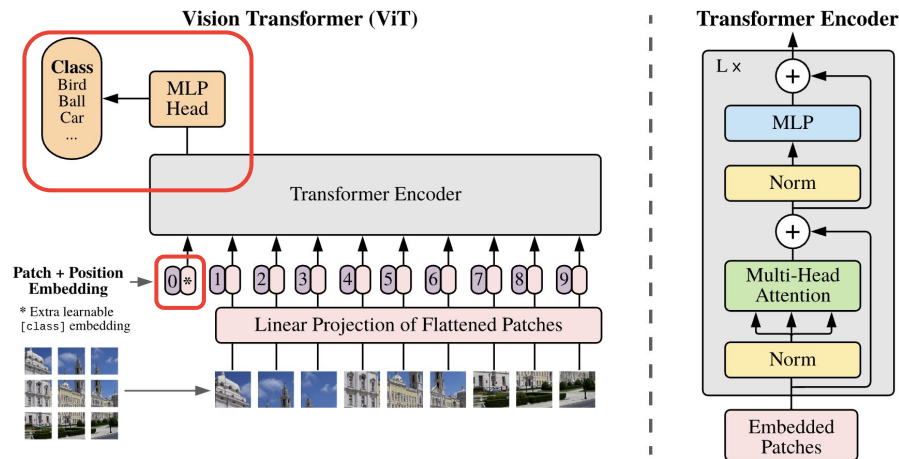 Vision Transformer (ViT)
Class
Bird
Ball
Car
...
MLP
Head
Transformer Encoder
0 * 1 2 3 4 5 6 7 8 9
Patch + Position
Embedding
* Extra learnable
[class] embedding
Linear Projection of Flattened Patches
Transformer Encoder
L ×
+
MLP
Norm
+
Multi-Head
Attention
Norm
Embedded
Patches